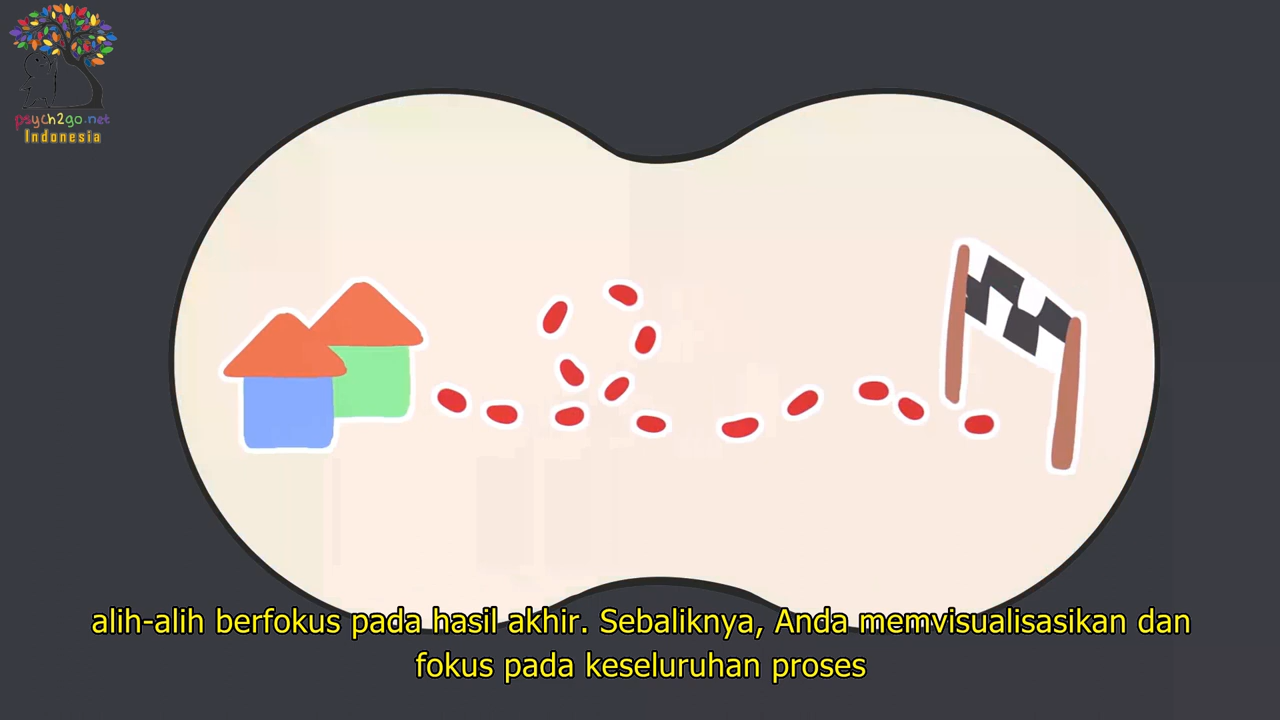 psych2go.net
Indonesia
alih-alih berfokus pada hasil akhir. Sebaliknya, Anda memvisualisasikan dan
fokus pada keseluruhan proses